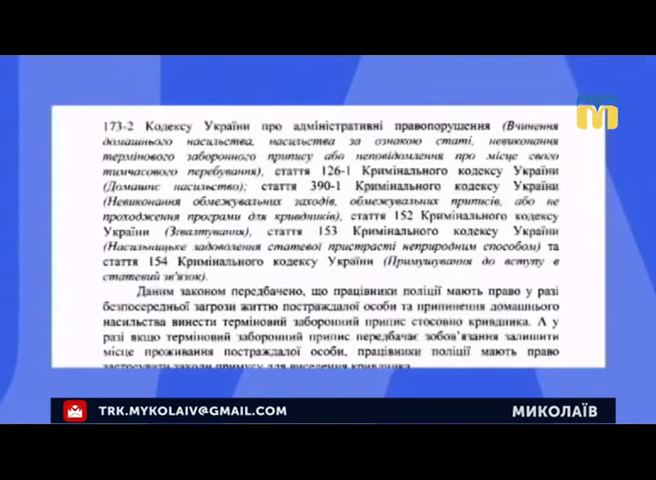 M
173-2 Кодексу України про адміністративні правопорушення (Вчинення
домашнього насильства, насильства за ознакою статі, невиконання
термінового заборонного припису або неповідомлення про місце свого
тимчасового перебування), стаття 126-1 Кримінального кодексу України
(Домашнє насильство); стаття 390-1 Кримінального кодексу України
(Невиконання обмежувальних заходів, обмежувальних приписів, або не
проходження програми для кривдників), стаття 152 Кримінального кодексу
України (Зґвалтування), стаття 153 Кримінального кодексу України
(Насильницьке задоволення статевої пристрасті неприродним способом) та
стаття 154 Кримінального кодексу України (Примушування до вступу в
статевий зв'язок).
Даним законом передбачено, що працівники поліції мають право у разі
безпосередньої загрози життю постраждалої особи та припинення домашнього
насильства винести терміновий заборонний припис стосовно кривдника. А у
разі якщо терміновий заборонний припис передбачає зобов'язання залишити
місце проживання постраждалої особи, працівники поліції мають право
застосувати заходи примусу для виселення кривдника
TRK.MYKOLAIV@GMAIL.COM
МИКОЛАЇВ